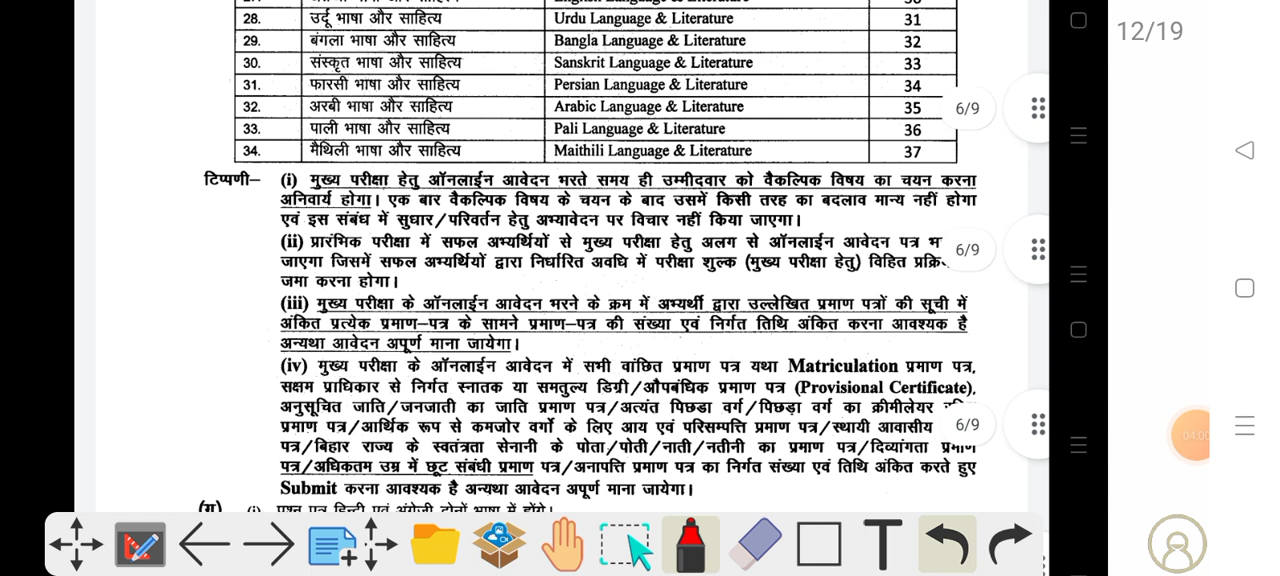 English Language & Literature
28. उर्दू भाषा और साहित्य Urdu Language & Literature 31
29. बंगला भाषा और साहित्य Bangla Language & Literature 32
30. संस्कृत भाषा और साहित्य Sanskrit Language & Literature 33
31. फारसी भाषा और साहित्य Persian Language & Literature 34
32. अरबी भाषा और साहित्य Arabic Language & Literature 35
33. पाली भाषा और साहित्य Pali Language & Literature 36
34. मैथिली भाषा और साहित्य Maithili Language & Literature 37
टिप्पणी– (i) मुख्य परीक्षा हेतु ऑनलाईन आवेदन भरते समय ही उम्मीदवार को वैकल्पिक विषय का चयन करना
अनिवार्य होगा। एक बार वैकल्पिक विषय के चयन के बाद उसमें किसी तरह का बदलाव मान्य नहीं होगा
एवं इस संबंध में सुधार/परिवर्तन हेतु अभ्यावेदन पर विचार नहीं किया जाएगा।
(ii) प्रारंभिक परीक्षा में सफल अभ्यर्थियों से मुख्य परीक्षा हेतु अलग से ऑनलाईन आवेदन पत्र
जाएगा जिसमें सफल अभ्यर्थियों द्वारा निर्धारित अवधि में परीक्षा शुल्क (मुख्य परीक्षा हेतु) विहित
जमा करना होगा।
(iii) मुख्य परीक्षा के ऑनलाईन आवेदन भरने के क्रम में अभ्यर्थी द्वारा उल्लेखित प्रमाण पत्रों की सूची में
अंकित प्रत्येक प्रमाण–पत्र के सामने प्रमाण–पत्र की संख्या एवं निर्गत तिथि अंकित करना आवश्यक है
अन्यथा आवेदन अपूर्ण माना जायेगा।
(iv) मुख्य परीक्षा के ऑनलाईन आवेदन में सभी वांछित प्रमाण पत्र यथा Matriculation प्रमाण पत्र,
सक्षम प्राधिकार से निर्गत स्नातक या समतुल्य डिग्री/औपबंधिक प्रमाण पत्र (Provisional Certificate),
अनुसूचित जाति/जनजाती का जाति प्रमाण पत्र/अत्यंत पिछडा वर्ग/पिछड़ा वर्ग का क्रीमीलेयर
प्रमाण पत्र/आर्थिक रूप से कमजोर वर्गो के लिए आय एवं परिसम्पत्ति प्रमाण पत्र/स्थायी आवासीय
पत्र/बिहार राज्य के स्वतंत्रता सेनानी के पोता/पोती/नाती/नतीनी का प्रमाण पत्र/दिव्यांगता प्रमाण
पत्र/अधिकतम उम्र में छूट संबंधी प्रमाण पत्र/अनापत्ति प्रमाण पत्र का निर्गत संख्या एवं तिथि अंकित करते हुए
Submit करना आवश्यक है अन्यथा आवेदन अपूर्ण माना जायेगा।
(ग) (i) प्रश्न पत्र हिन्दी एवं अंग्रेजी दोनों भाषा में होंगे।
6/9
6/9
6/9
12/19
04:00
T